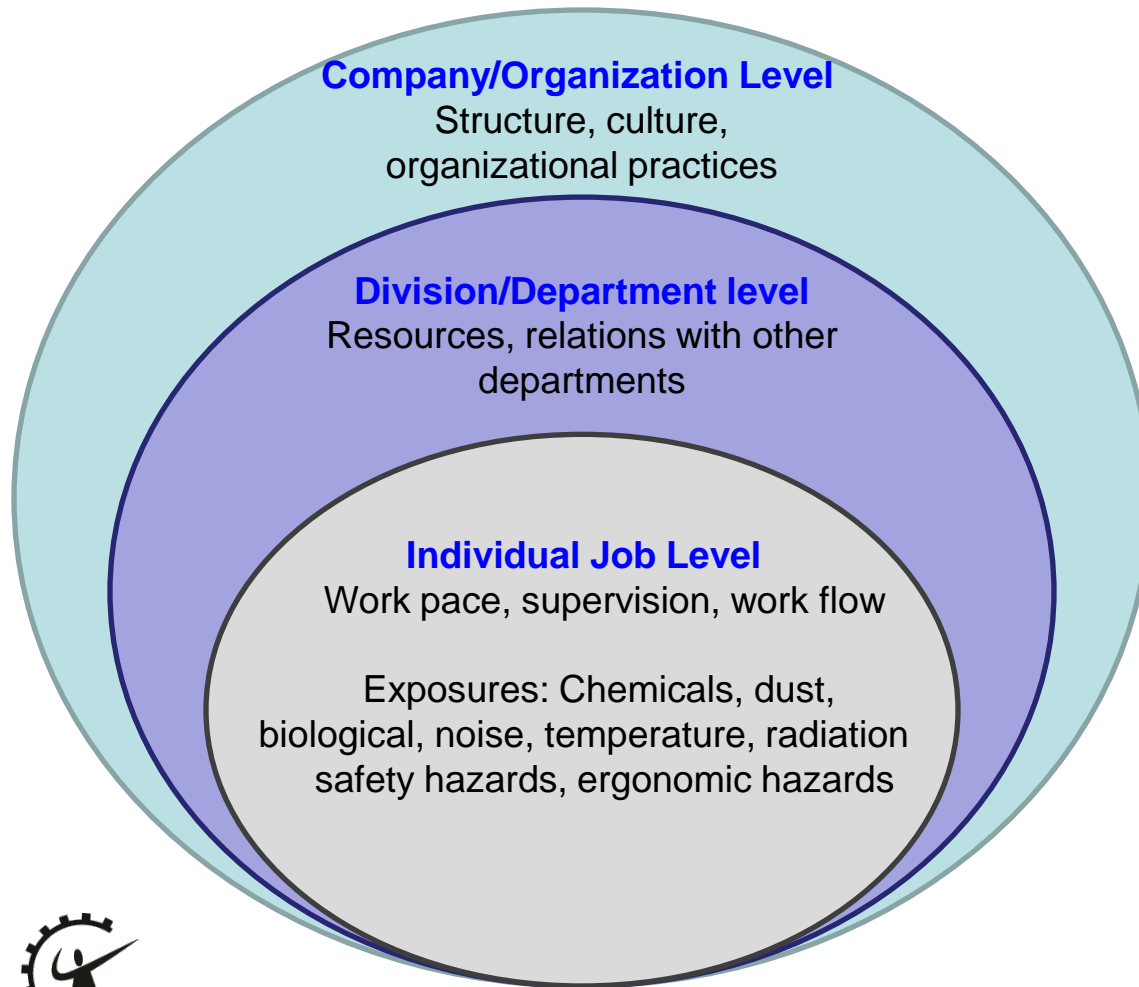 Company/Organization Level
Structure, culture,
organizational practices
Division/Department level
Resources, relations with other
departments
Individual Job Level
Work pace, supervision, work flow
Exposures: Chemicals, dust,
biological, noise, temperature, radiation
safety hazards, ergonomic hazards